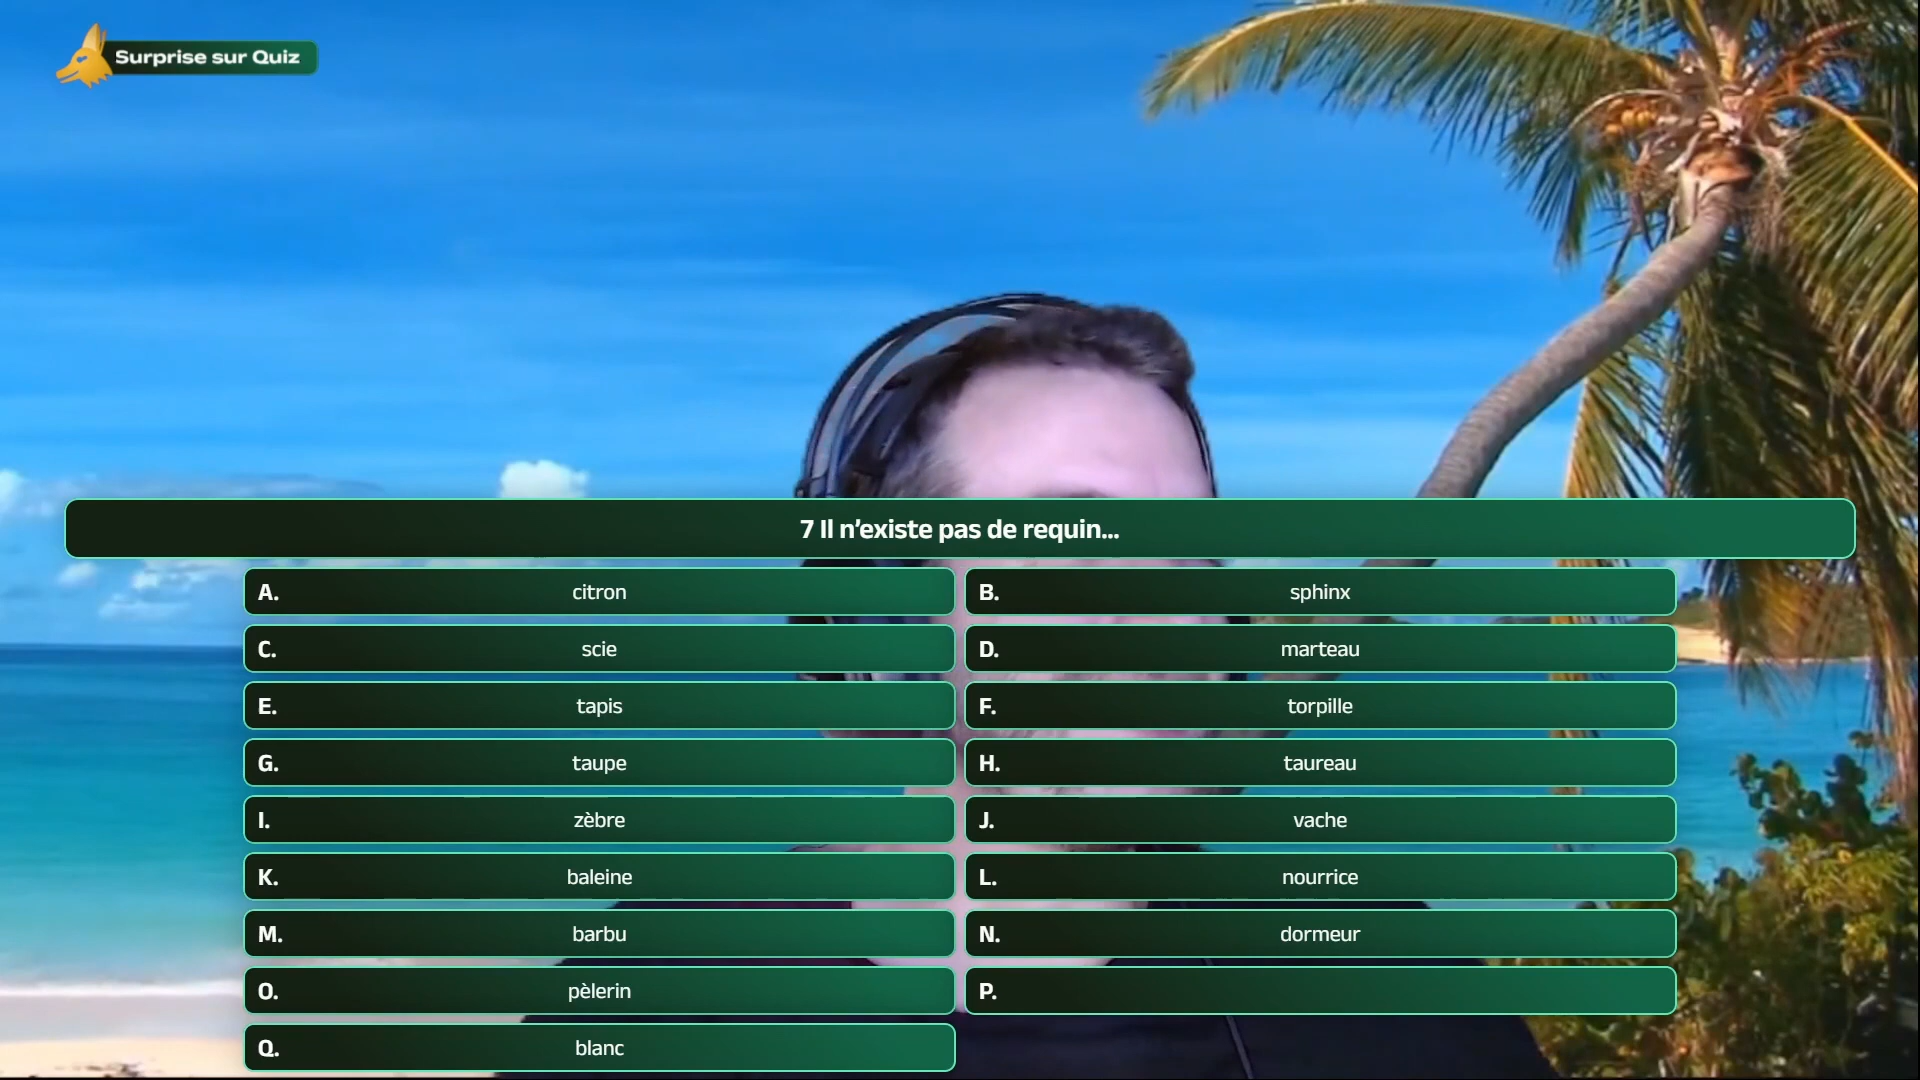 Surprise sur Quiz
7 Il n’existe pas de requin...
A. citron
B. sphinx
C. scie
D. marteau
E. tapis
F. torpille
G. taupe
H. taureau
I. zèbre
J. vache
K. baleine
L. nourrice
M. barbu
N. dormeur
O. pèlerin
P.
Q. blanc